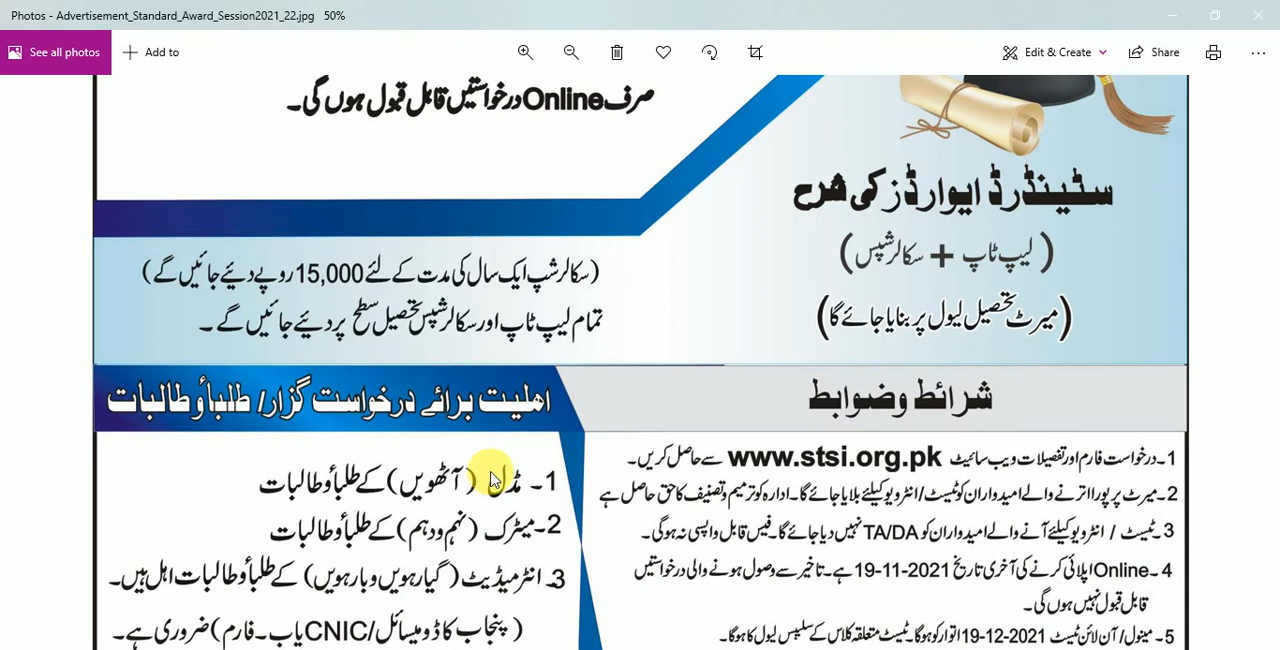 Photos - Advertisement_Standard_Award_Session2021_22.jpg   50%
See all photos
Add to
Edit & Create
Share
صرف Online درخواستیں قابل قبول ہوں گی۔
سٹینڈرڈ ایوارڈز کی شرح
(لیپ ٹاپ + سکالرشپس)
(میرٹ تحصیل لیول پر بنایا جائے گا)
(سکالرشپ ایک سال کی مدت کے لئے 15,000 روپے دیئے جائیں گے)
تمام لیپ ٹاپ اور سکالرشپس تحصیل سطح پر دیئے جائیں گے۔
شرائط و ضوابط
1۔ درخواست فارم اور تفصیلات ویب سائیٹ www.stsi.org.pk سے حاصل کریں۔
2۔ میرٹ پر پورا اترنے والے امیدواران کو ٹیسٹ/انٹرویو کیلئے بلایا جائے گا۔ ادارہ کو ترمیم و تصنیف کا حق حاصل ہے
3۔ ٹیسٹ / انٹرویو کیلئے آنے والے امیدواران کو TA/DA نہیں دیا جائے گا۔ فیس قابل واپسی نہ ہوگی۔
4۔ Online اپلائی کرنے کی آخری تاریخ 19-11-2021 ہے۔ تاخیر سے وصول ہونے والی درخواستیں
قابل قبول نہیں ہوں گی۔
5۔ مینول/آن لائن ٹیسٹ 19-12-2021 اتوار کو ہوگا۔ ٹیسٹ متعلقہ کلاس کے سلیبس لیول کا ہوگا۔
اہلیت برائے درخواست گزار/ طلبأوطالبات
1۔ مڈل (آٹھویں) کے طلبأوطالبات
2۔ میٹرک (نہم و دہم) کے طلبأوطالبات
3۔ انٹرمیڈیٹ (گیارہویں و بارہویں) کے طلبأوطالبات اہل ہیں۔
(پنجاب کا ڈومیسائل/CNIC یاب۔فارم) ضروری ہے۔